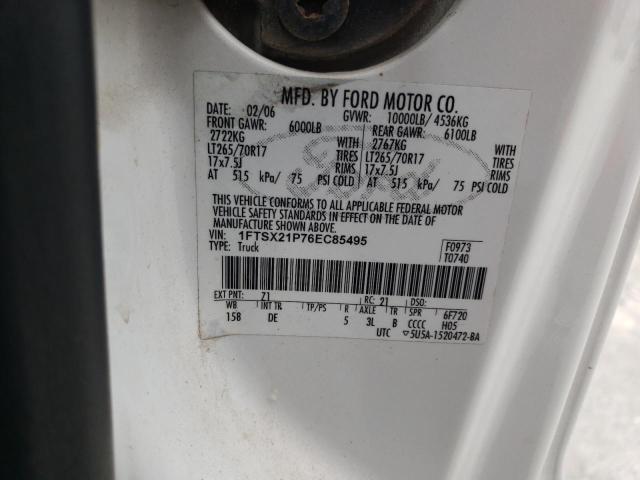 MFD. BY FORD MOTOR CO.
DATE: 02/06 GVWR: 10000LB/ 4536KG
FRONT GAWR: 6000LB REAR GAWR: 6100LB
2722KG WITH 2767KG WITH
LT265/70R17 TIRES LT265/70R17 TIRES
17x7.5J RIMS 17x7.5J RIMS
AT 515 kPa/ 75 PSI COLD AT 515 kPa/ 75 PSI COLD
THIS VEHICLE CONFORMS TO ALL APPLICABLE FEDERAL MOTOR
VEHICLE SAFETY STANDARDS IN EFFECT ON THE DATE OF
MANUFACTURE SHOWN ABOVE.
VIN: 1FTSX21P76EC85495 F0973
TYPE: Truck T0740
EXT PNT: Z1 RC: 21 DSO:
WB INT TR TP/PS R AXLE TR SPR 6F720
158 DE 5 3L B CCCC H05
UTC 5U5A-1520472-BA
Ford